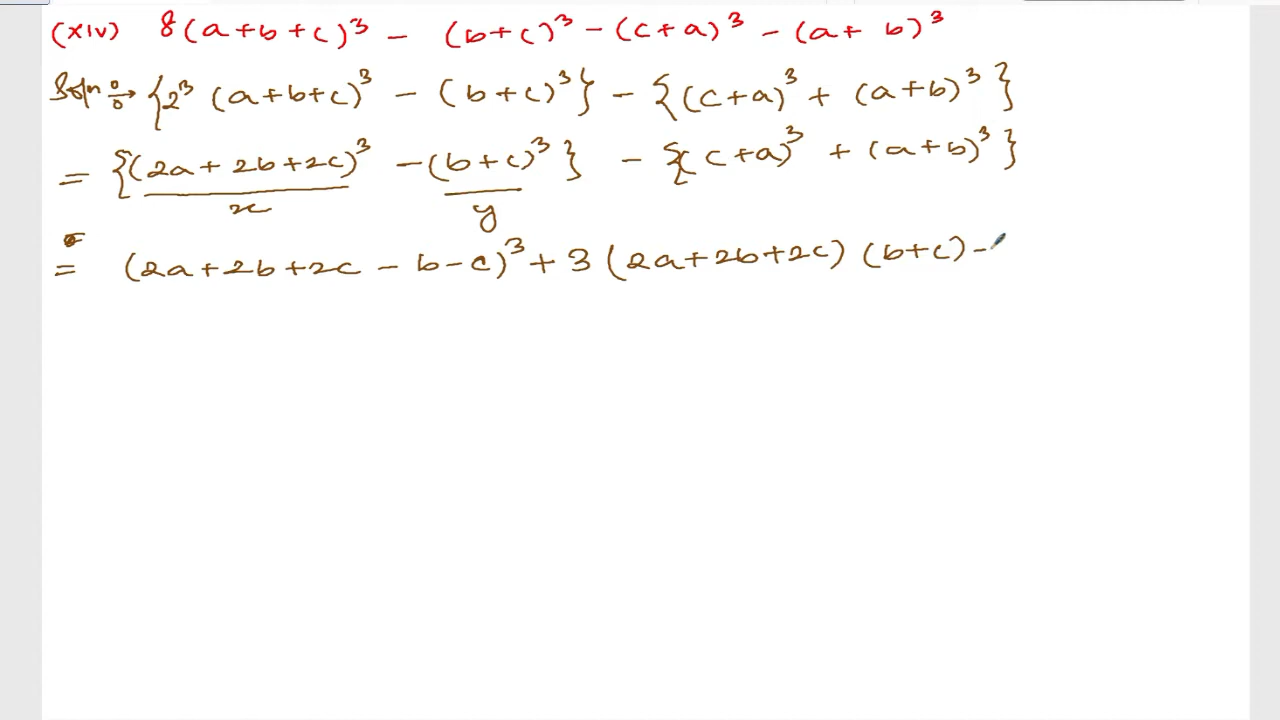 (xiv) 8(a+b+c)³ - (b+c)³ - (c+a)³ - (a+b)³
Soln ÷→ {2³ (a+b+c)³ - (b+c)³} - {(c+a)³ + (a+b)³}
= {(2a+2b+2c)³ - (b+c)³} - {(c+a)³ + (a+b)³}
x y
= (2a+2b+2c - b-c)³ + 3 (2a+2b+2c) (b+c) -